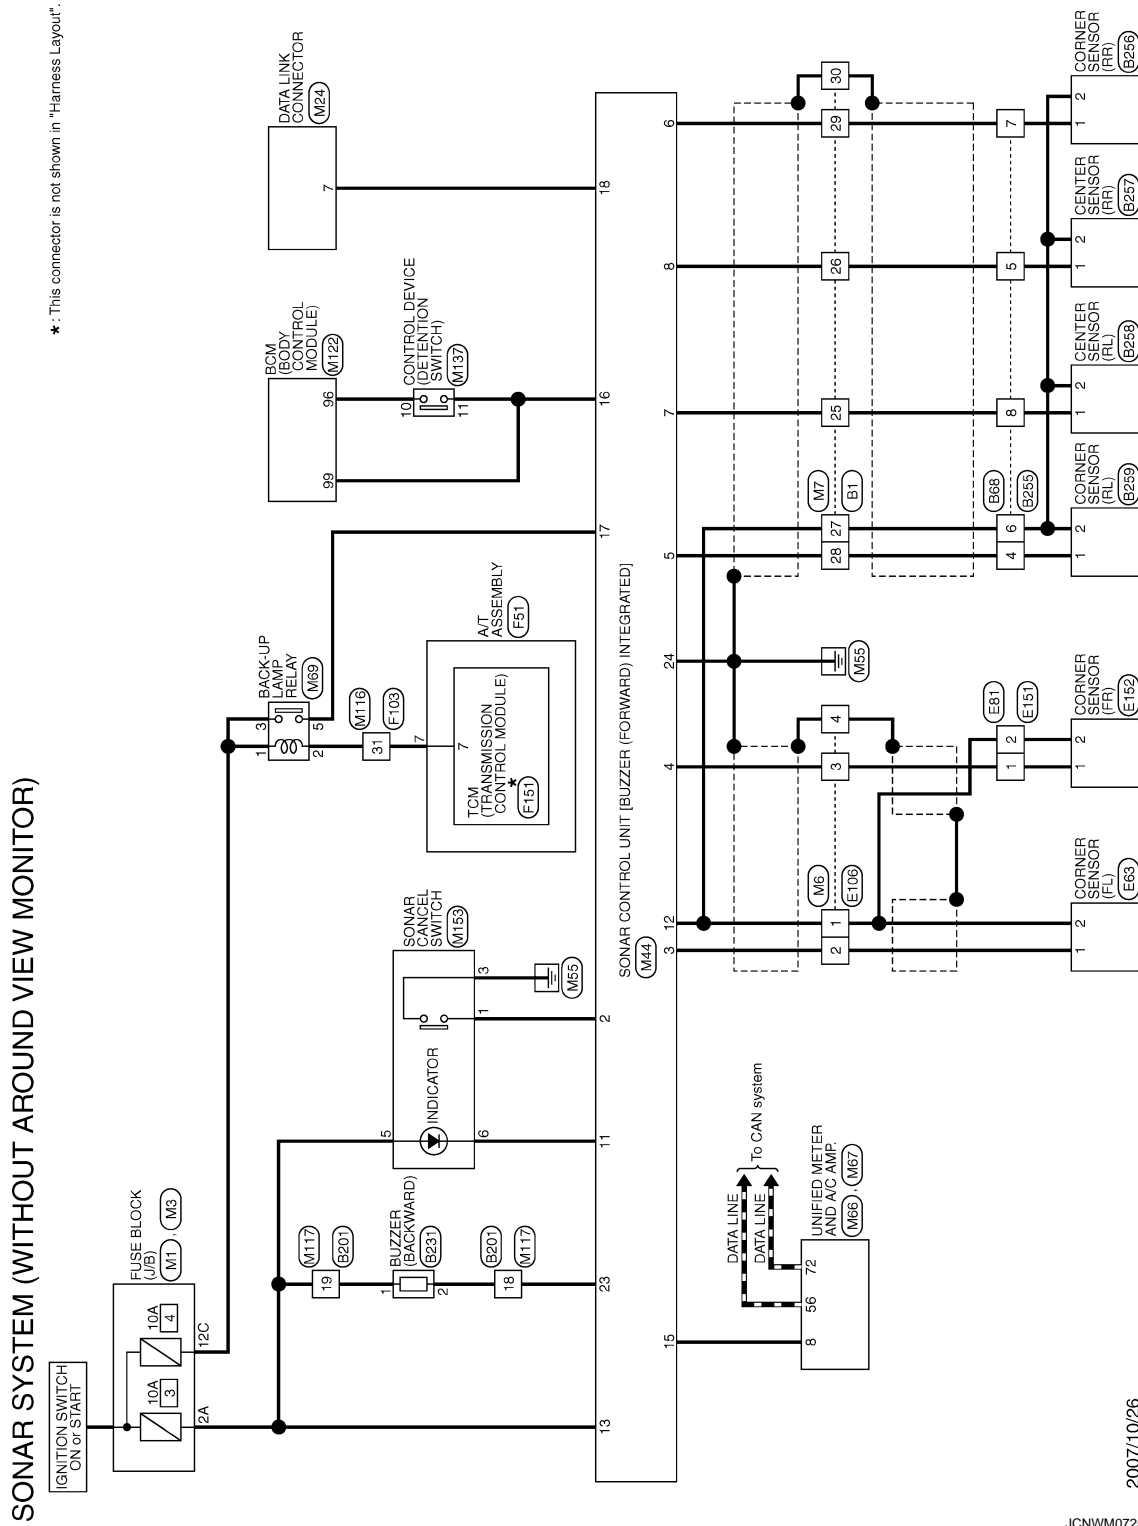 SONAR SYSTEM (WITHOUT AROUND VIEW MONITOR)
★ : This connector is not shown in "Harness Layout".
IGNITION SWITCH
ON or START
FUSE BLOCK
(J/B)
M1 , M3
10A
3
10A
4
2A
12C
M117
19
B201
1
BUZZER
(BACKWARD)
B231
2
B201
18
M117
5
INDICATOR
6
SONAR
CANCEL
SWITCH
M153
1
3
M55
BACK-UP
LAMP
RELAY
M69
1
3
2
5
M116
31
F103
7
7
TCM
(TRANSMISSION
CONTROL MODULE)
★
F151
A/T
ASSEMBLY
F51
BCM
(BODY
CONTROL
MODULE)
M122
99
96
10
11
CONTROL DEVICE
(DETENTION
SWITCH)
M137
DATA LINK
CONNECTOR
M24
7
13
23
11
2
17
16
18
SONAR CONTROL UNIT [BUZZER (FORWARD) INTEGRATED]
M44
15
3
12
4
24
5
7
8
6
DATA LINE
DATA LINE
To CAN system
8
56
72
UNIFIED METER
AND A/C AMP.
M66 , M67
M6
E106
2
1
3
4
M55
M7
B1
28
27
25
26
29
30
E81
E151
1
2
B68
B255
4
6
8
5
7
1
2
CORNER
SENSOR
(FL)
E63
1
2
CORNER
SENSOR
(FR)
E152
1
2
CORNER
SENSOR
(RL)
B259
1
2
CENTER
SENSOR
(RL)
B258
1
2
CENTER
SENSOR
(RR)
B257
1
2
CORNER
SENSOR
(RR)
B256
2007/10/26